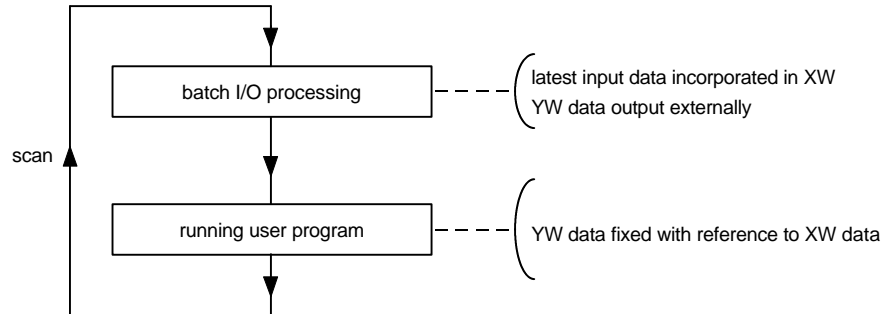 batch I/O processing
latest input data incorporated in XW
YW data output externally
scan
running user program
YW data fixed with reference to XW data